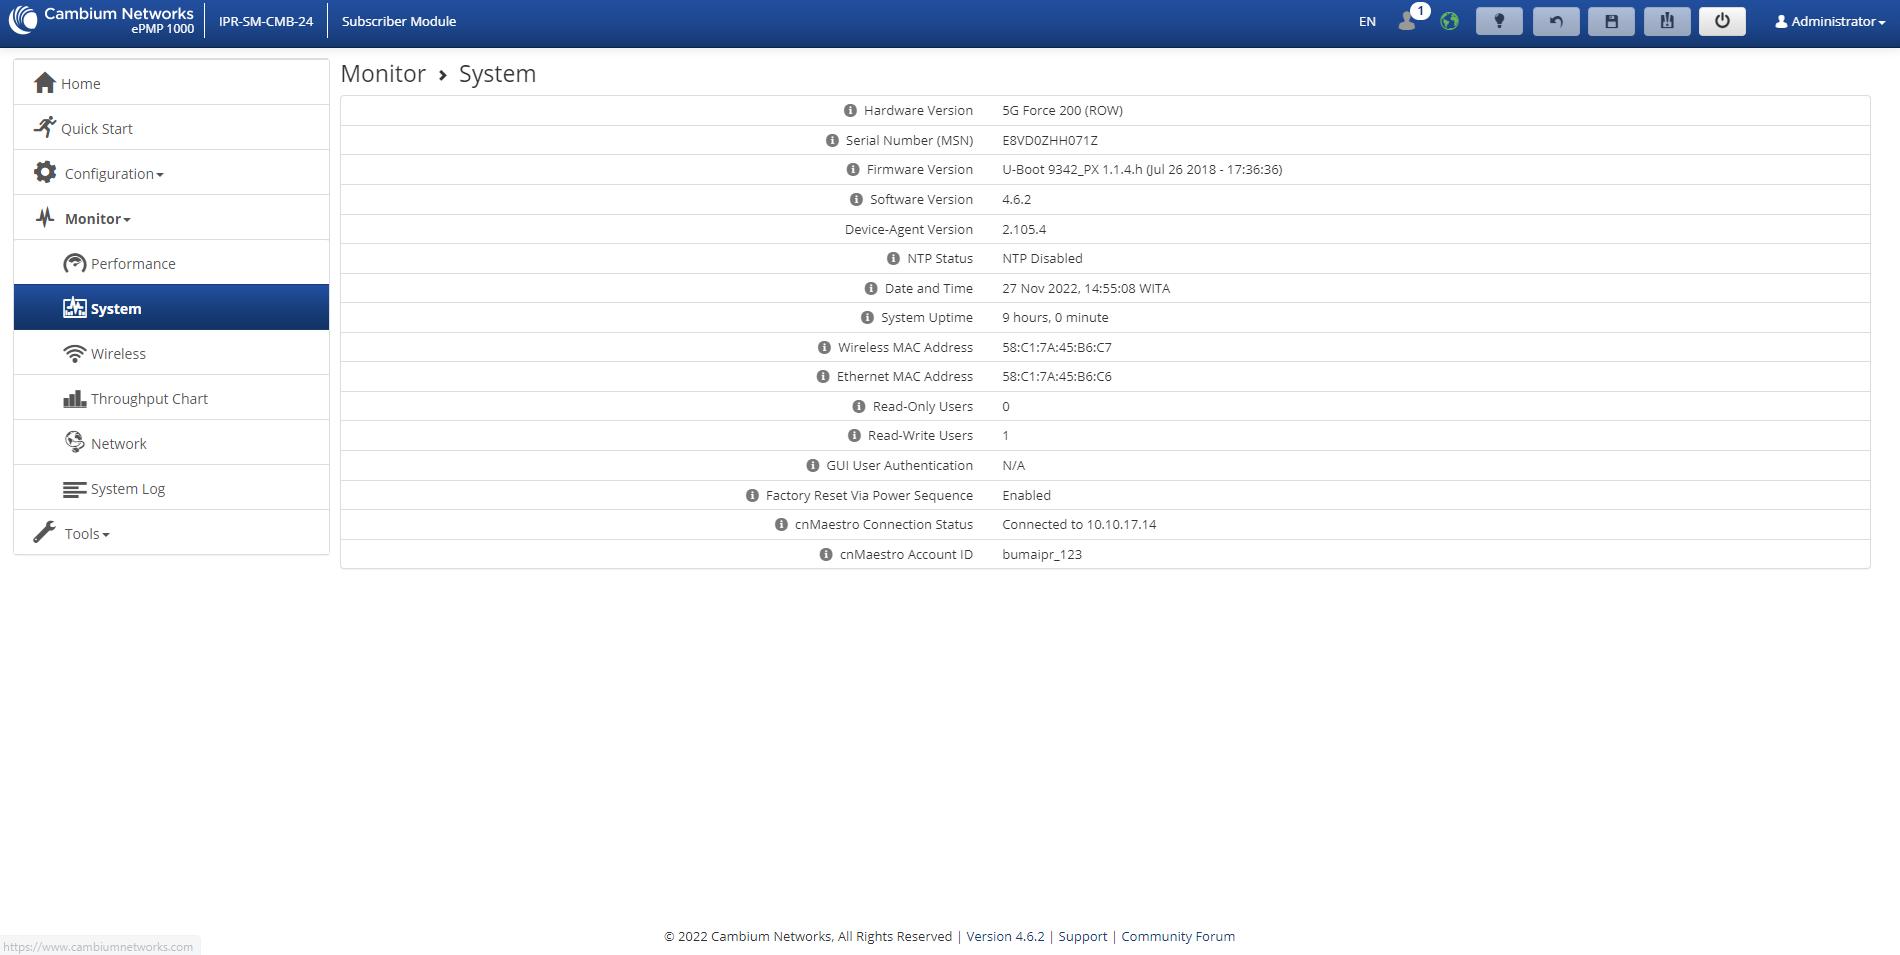 Cambium Networks
ePMP 1000
IPR-SM-CMB-24
Subscriber Module
EN
1
Administrator
Home
Quick Start
Configuration
Monitor
Performance
System
Wireless
Throughput Chart
Network
System Log
Tools
Monitor > System
Hardware Version 5G Force 200 (ROW)
Serial Number (MSN) E8VD0ZHH071Z
Firmware Version U-Boot 9342_PX 1.1.4.h (Jul 26 2018 - 17:36:36)
Software Version 4.6.2
Device-Agent Version 2.105.4
NTP Status NTP Disabled
Date and Time 27 Nov 2022, 14:55:08 WITA
System Uptime 9 hours, 0 minute
Wireless MAC Address 58:C1:7A:45:B6:C7
Ethernet MAC Address 58:C1:7A:45:B6:C6
Read-Only Users 0
Read-Write Users 1
GUI User Authentication N/A
Factory Reset Via Power Sequence Enabled
cnMaestro Connection Status Connected to 10.10.17.14
cnMaestro Account ID bumaipr_123
© 2022 Cambium Networks, All Rights Reserved | Version 4.6.2 | Support | Community Forum
https://www.cambiumnetworks.com